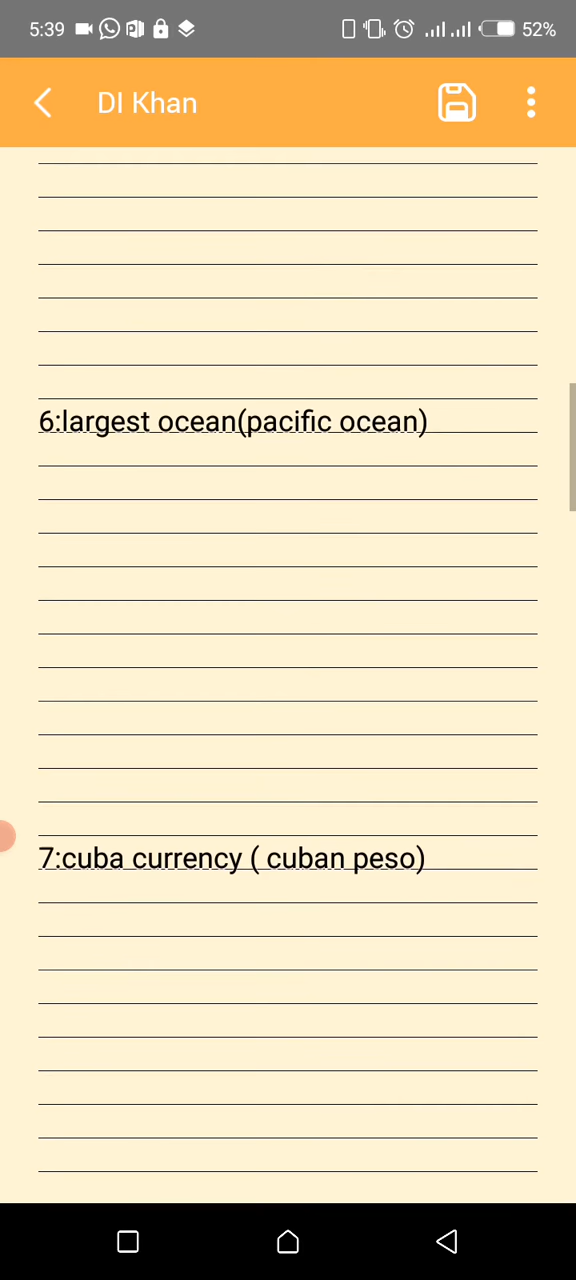 5:39
52%
DI Khan
6:largest ocean(pacific ocean)
7:cuba currency ( cuban peso)